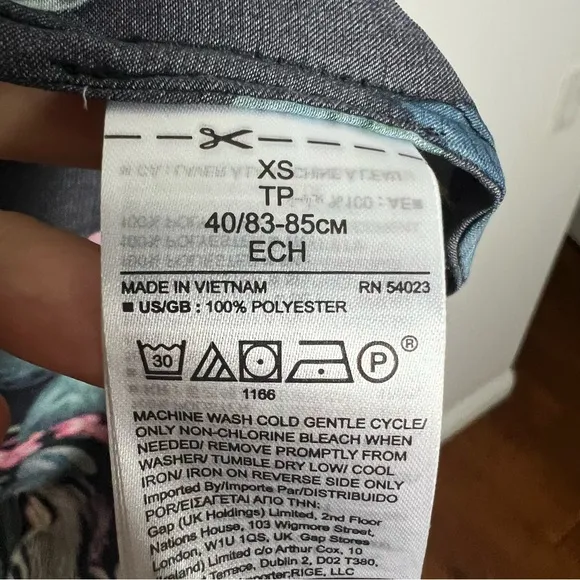 XS
TP
40/83-85CM
ECH
MADE IN VIETNAM RN 54023
■ US/GB : 100% POLYESTER
30 P ®
1166
MACHINE WASH COLD GENTLE CYCLE/
ONLY NON-CHLORINE BLEACH WHEN
NEEDED/ REMOVE PROMPTLY FROM
WASHER/ TUMBLE DRY LOW/ COOL
IRON/ IRON ON REVERSE SIDE ONLY
Imported By/Importe Par/DISTRIBUIDO
POR/ΕΙΣΑΓΕΤΑΙ ΑΠΟ ΤΗΝ:
Gap (UK Holdings) Limited, 2nd Floor
Nations House, 103 Wigmore Street,
London, W1U 1QS, UK Gap Stores
(Ireland) Limited c/o Arthur Cox, 10
Terrace, Dublin 2, D02 T380,
RIGE, LLC